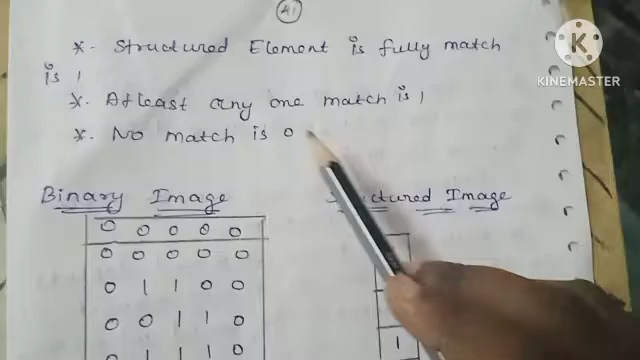 41
*. Structured Element is fully match
is 1
*. Atleast any one match is 1
*. No match is 0
Binary Image
Image
0 0 0 0 0
0 0 0 0 0
0 1 1 0 0
0 0 1 1 0
0 1 1 1 0
1
K
KINEMASTER